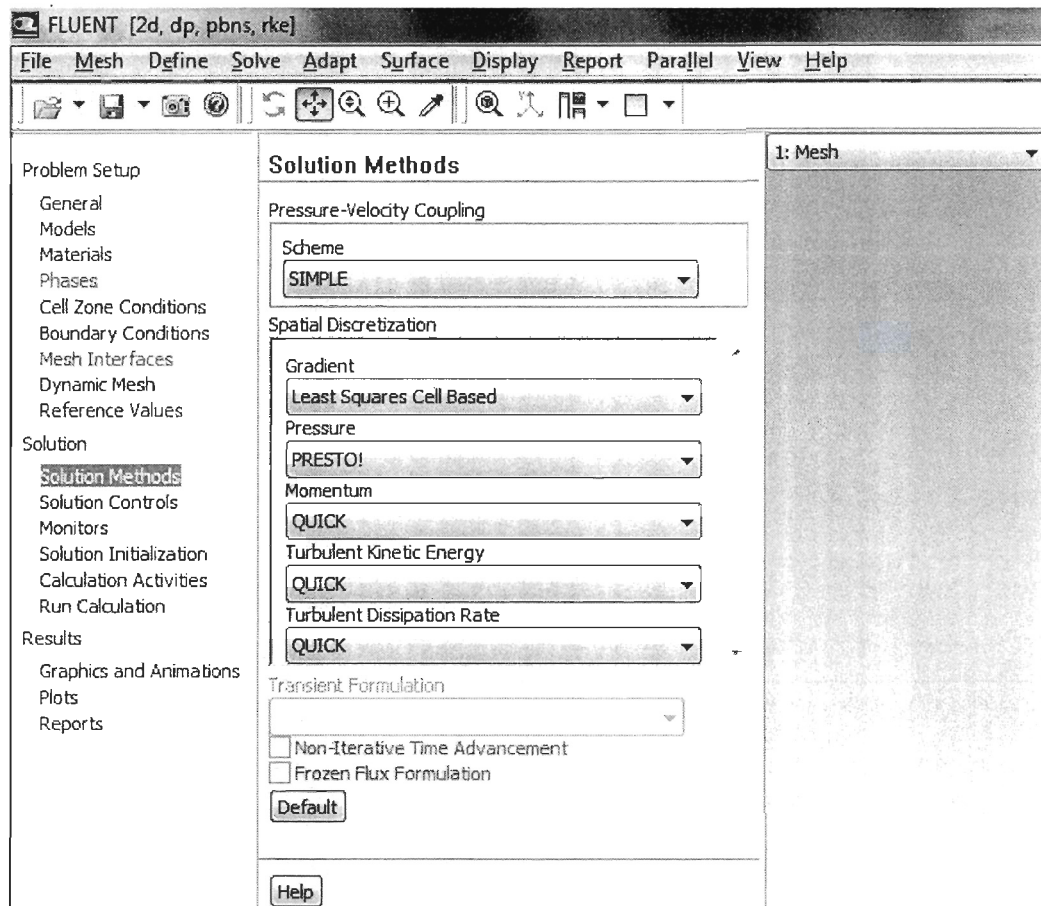 FLUENT [2d, dp, pbns, rke]
File Mesh Define Solve Adapt Surface Display Report Parallel View Help
Problem Setup
General
Models
Materials
Phases
Cell Zone Conditions
Boundary Conditions
Mesh Interfaces
Dynamic Mesh
Reference Values
Solution
Solution Methods
Solution Controls
Monitors
Solution Initialization
Calculation Activities
Run Calculation
Results
Graphics and Animations
Plots
Reports
Solution Methods
Pressure-Velocity Coupling
Scheme
SIMPLE
Spatial Discretization
Gradient
Least Squares Cell Based
Pressure
PRESTO!
Momentum
QUICK
Turbulent Kinetic Energy
QUICK
Turbulent Dissipation Rate
QUICK
Transient Formulation
Non-Iterative Time Advancement
Frozen Flux Formulation
Default
Help
1: Mesh